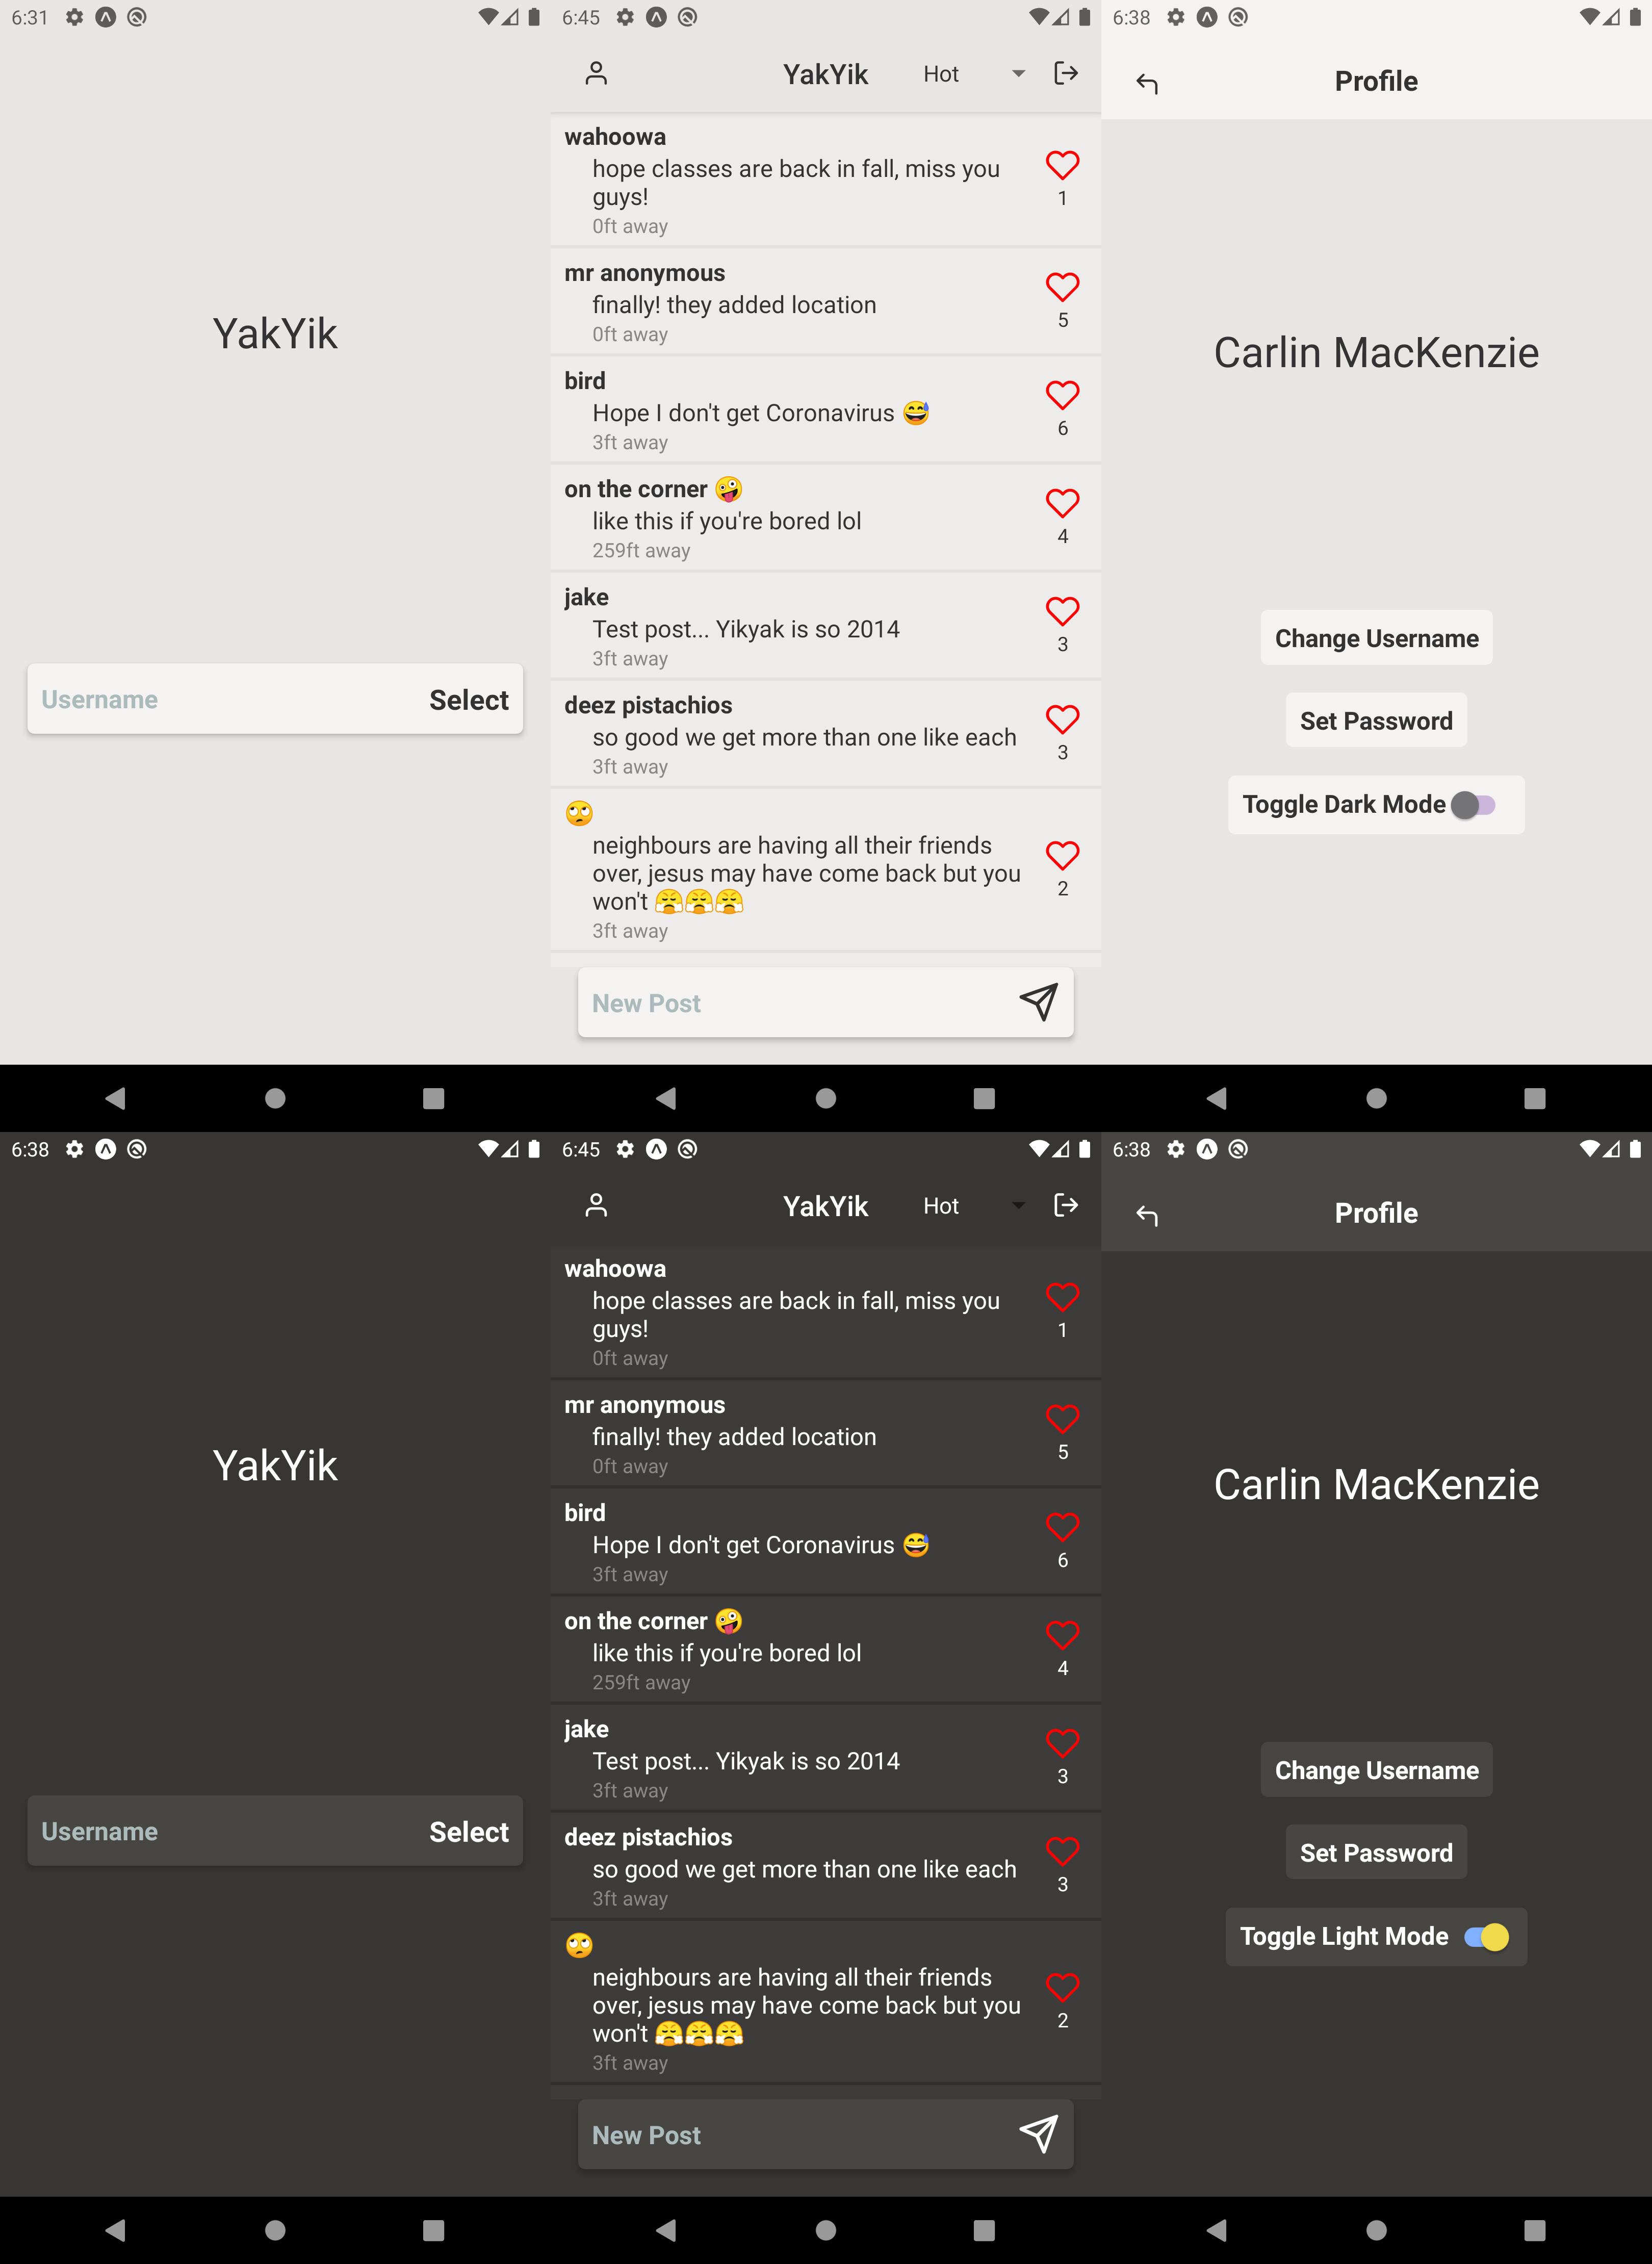 6:31
YakYik
Username Select
6:45
YakYik Hot
wahoowa
hope classes are back in fall, miss you
guys!
1
0ft away
mr anonymous
finally! they added location
5
0ft away
bird
Hope I don't get Coronavirus 😅
6
3ft away
on the corner 🤪
like this if you're bored lol
4
259ft away
jake
Test post... Yikyak is so 2014
3
3ft away
deez pistachios
so good we get more than one like each
3
3ft away
🙄
neighbours are having all their friends
over, jesus may have come back but you
2
won't 😤😤😤
3ft away
New Post
6:38
Profile
Carlin MacKenzie
Change Username
Set Password
Toggle Dark Mode
6:38
YakYik
Username Select
6:45
YakYik Hot
wahoowa
hope classes are back in fall, miss you
guys!
1
0ft away
mr anonymous
finally! they added location
5
0ft away
bird
Hope I don't get Coronavirus 😅
6
3ft away
on the corner 🤪
like this if you're bored lol
4
259ft away
jake
Test post... Yikyak is so 2014
3
3ft away
deez pistachios
so good we get more than one like each
3
3ft away
🙄
neighbours are having all their friends
over, jesus may have come back but you
2
won't 😤😤😤
3ft away
New Post
6:38
Profile
Carlin MacKenzie
Change Username
Set Password
Toggle Light Mode